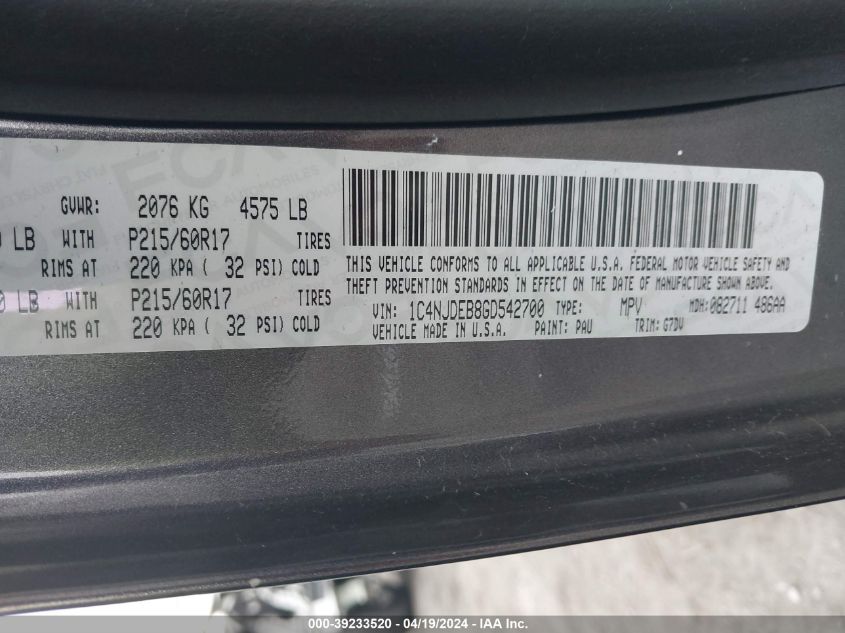 GVWR: 2076 KG 4575 LB
LB WITH P215/60R17 TIRES
RIMS AT 220 KPA ( 32 PSI) COLD
0 LB WITH P215/60R17 TIRES
RIMS AT 220 KPA ( 32 PSI) COLD
THIS VEHICLE CONFORMS TO ALL APPLICABLE U.S.A. FEDERAL MOTOR VEHICLE SAFETY AND
THEFT PREVENTION STANDARDS IN EFFECT ON THE DATE OF MANUFACTURE SHOWN ABOVE.
VIN: 1C4NJDEB8GD542700 TYPE: MPV MDH: 082711 486AA
VEHICLE MADE IN U.S.A. PAINT: PAU TRIM: G7DV
000-39233520 - 04/19/2024 - IAA Inc.